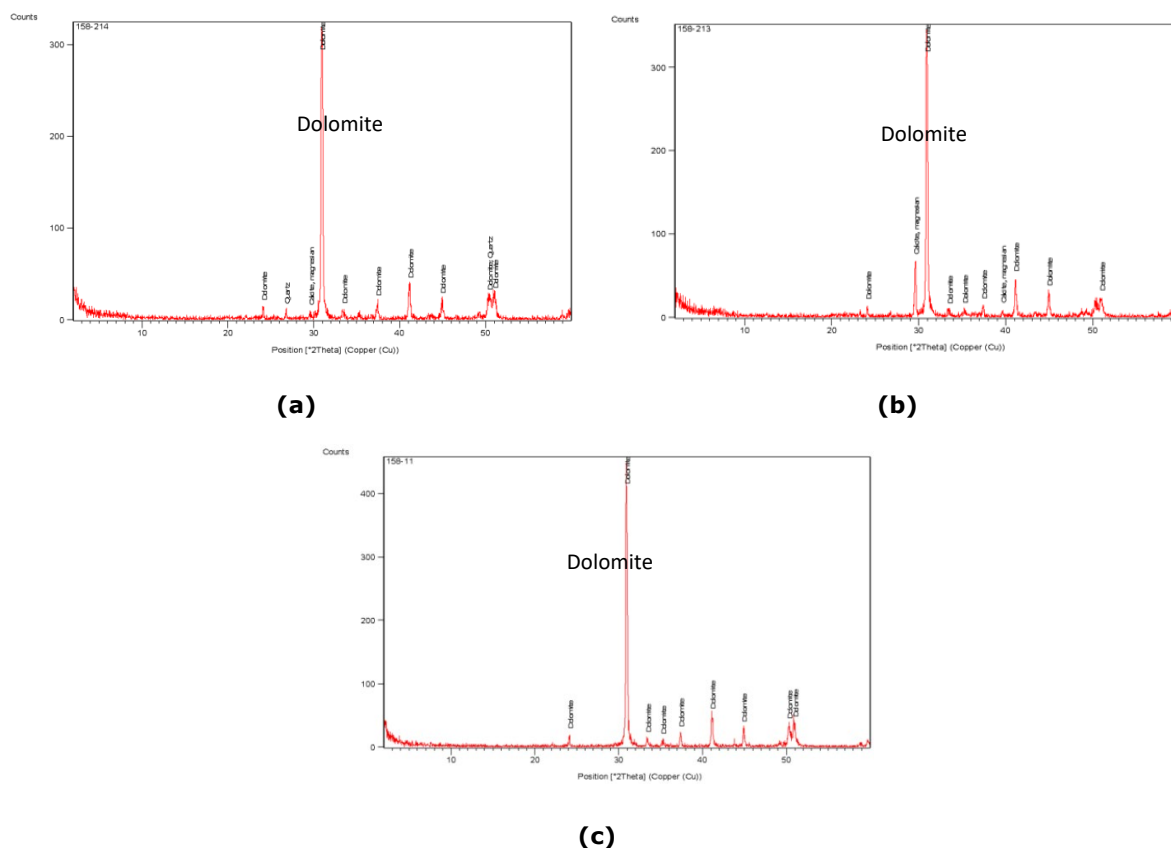 Counts
158-214
300
200
100
0
10
20
30
40
50
Dolomite
Quartz
Calcite, magnesian
Dolomite
Dolomite
Dolomite
Dolomite
Dolomite
Dolomite; Quartz
Dolomite
Dolomite
Position [°2Theta] (Copper (Cu))
(a)
Counts
158-213
300
200
100
0
10
20
30
40
50
Dolomite
Calcite, magnesian
Dolomite
Dolomite
Dolomite
Dolomite
Calcite, magnesian
Dolomite
Dolomite
Dolomite
Dolomite
Position [°2Theta] (Copper (Cu))
(b)
Counts
158-11
400
300
200
100
0
10
20
30
40
50
Dolomite
Dolomite
Dolomite
Dolomite
Dolomite
Dolomite
Dolomite
Dolomite
Dolomite
Dolomite
Position [°2Theta] (Copper (Cu))
(c)